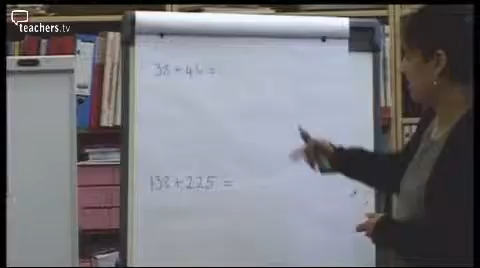 teachers.tv
38 + 46 =
138 + 225 =